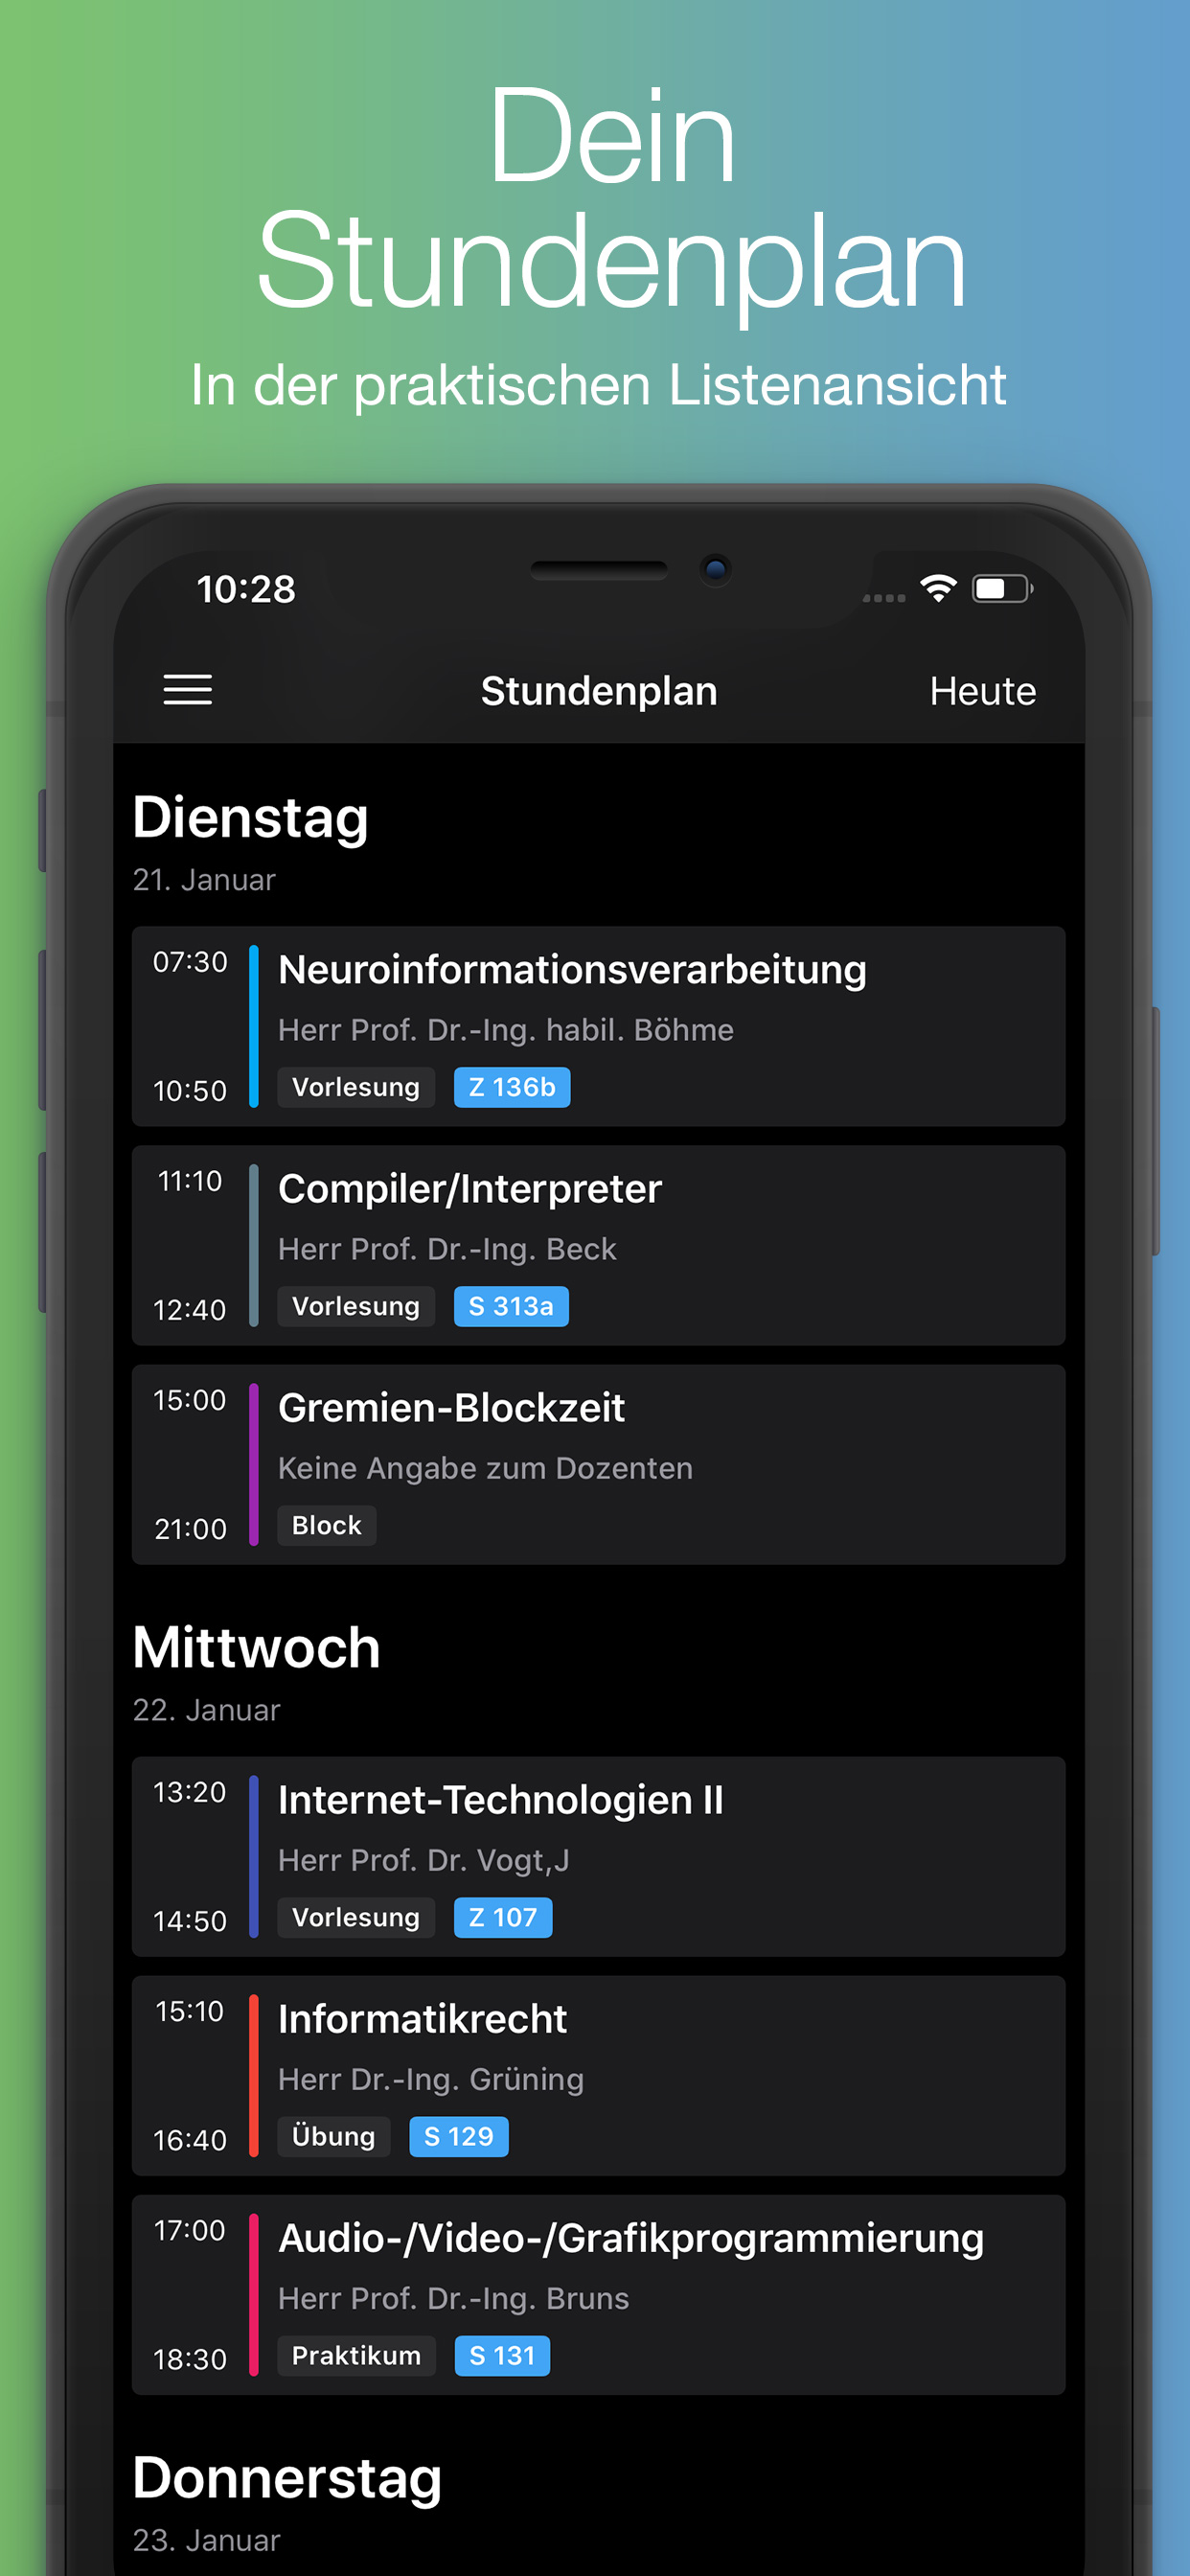 Dein
Stundenplan
In der praktischen Listenansicht
10:28
Stundenplan
Heute
Dienstag
21. Januar
07:30
Neuroinformationsverarbeitung
Herr Prof. Dr.-Ing. habil. Böhme
10:50
Vorlesung
Z 136b
11:10
Compiler/Interpreter
Herr Prof. Dr.-Ing. Beck
12:40
Vorlesung
S 313a
15:00
Gremien-Blockzeit
Keine Angabe zum Dozenten
21:00
Block
Mittwoch
22. Januar
13:20
Internet-Technologien II
Herr Prof. Dr. Vogt,J
14:50
Vorlesung
Z 107
15:10
Informatikrecht
Herr Dr.-Ing. Grüning
16:40
Übung
S 129
17:00
Audio-/Video-/Grafikprogrammierung
Herr Prof. Dr.-Ing. Bruns
18:30
Praktikum
S 131
Donnerstag
23. Januar